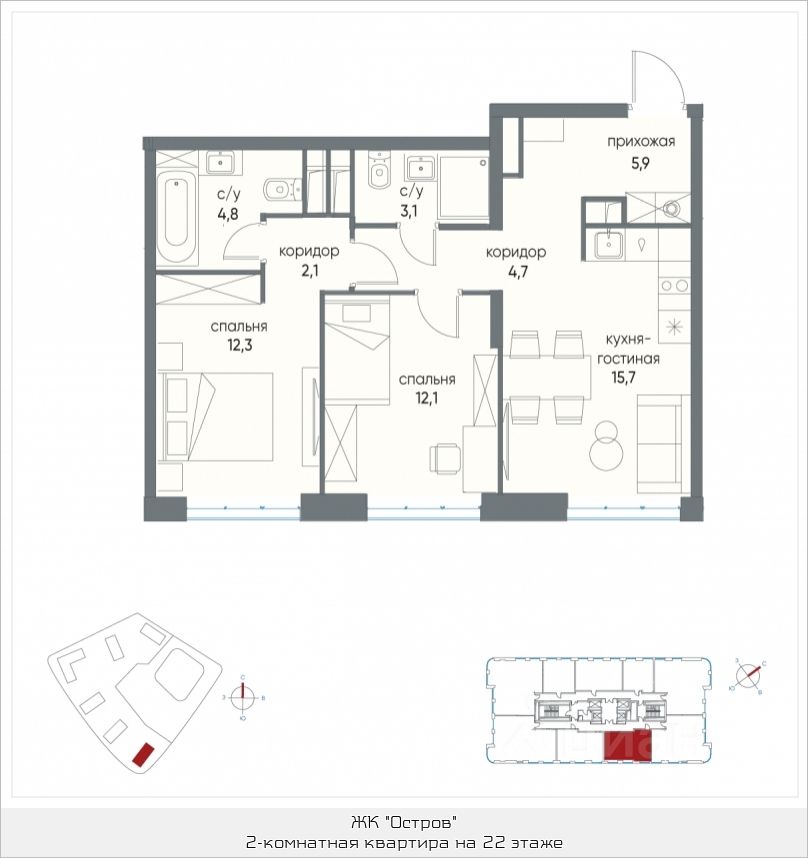 прихожая
5,9
с/у
4,8
с/у
3,1
коридор
2,1
коридор
4,7
спальня
12,3
спальня
12,1
кухня-
гостиная
15,7
С
З
В
Ю
З
С
Ю
В
циан
ЖК "Остров"
2-комнатная квартира на 22 этаже